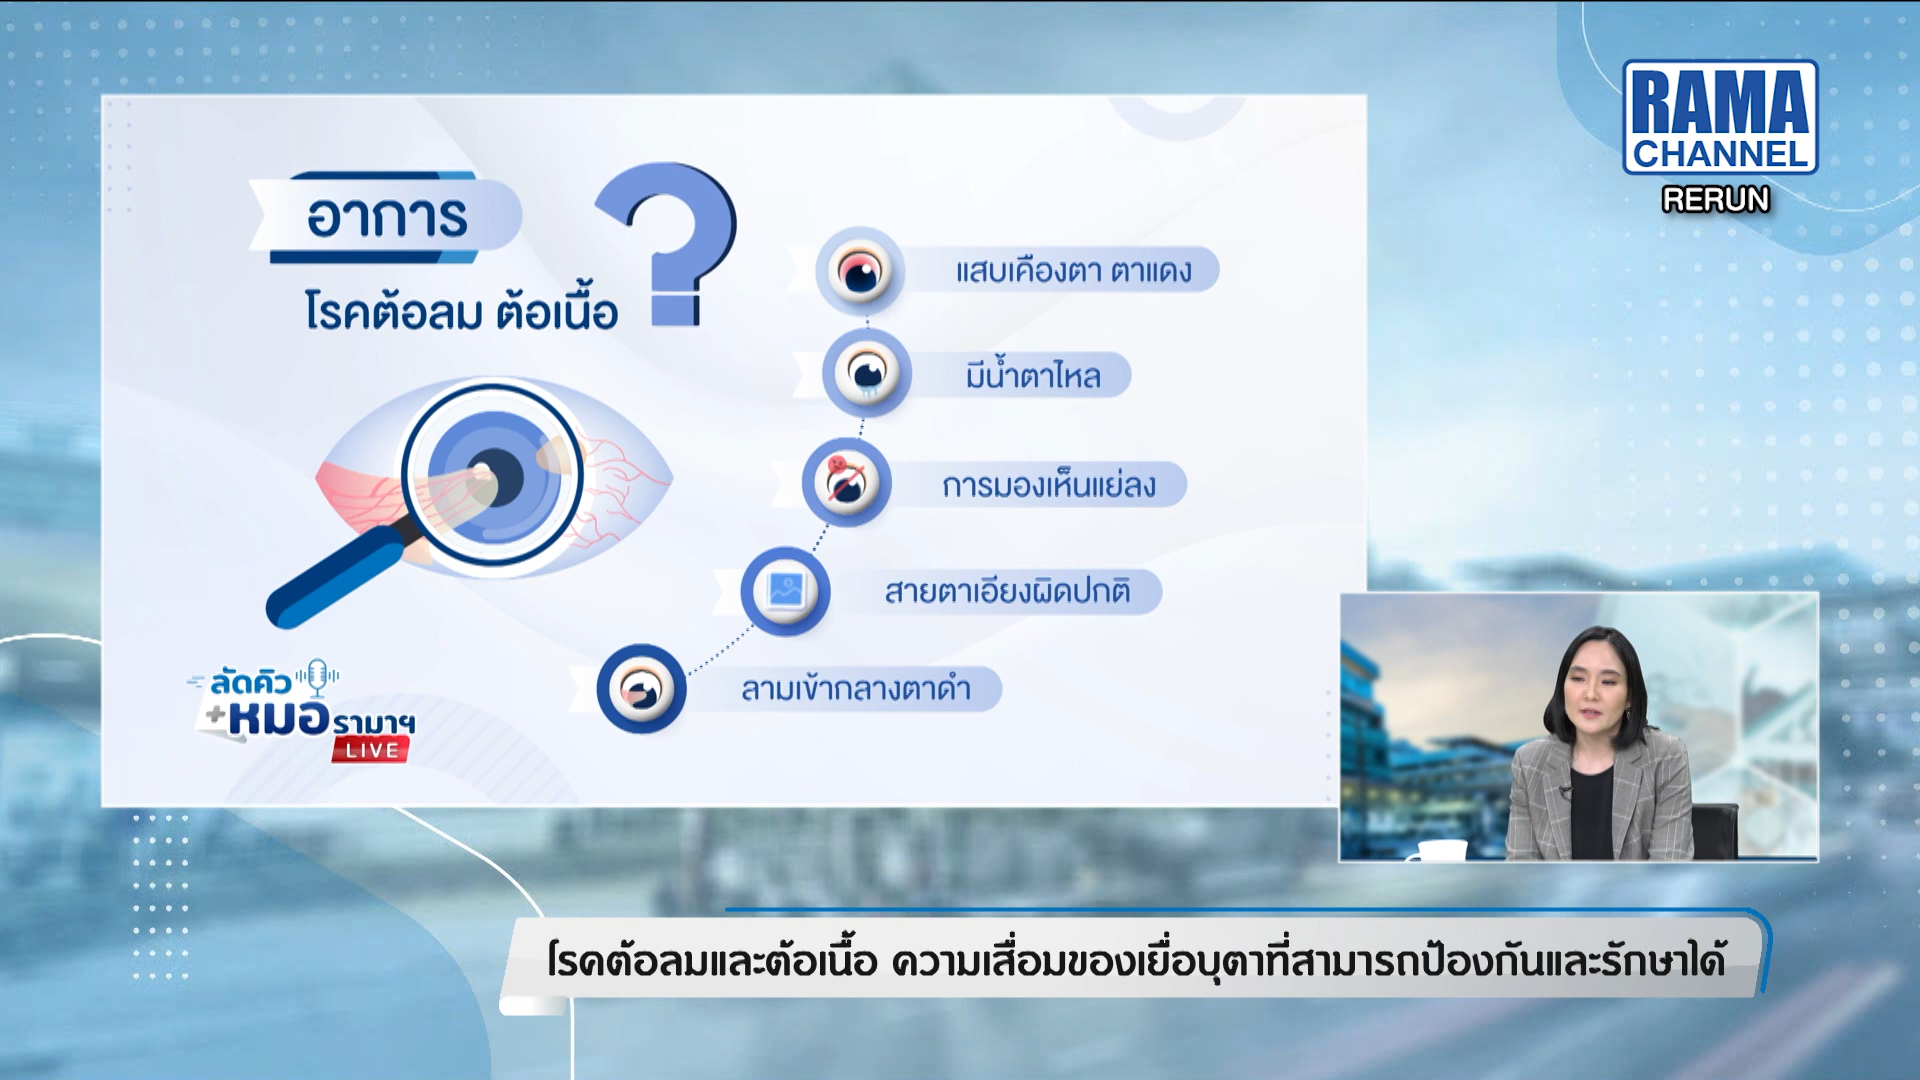 RAMA
CHANNEL
RERUN
อาการ
โรคต้อลม ต้อเนื้อ
?
แสบเคืองตา ตาแดง
มีน้ำตาไหล
การมองเห็นแย่ลง
สายตาเอียงผิดปกติ
ลามเข้ากลางตาดำ
ลัดคิว
หมอรามาฯ
LIVE
โรคต้อลมและต้อเนื้อ ความเสื่อมของเยื่อบุตาที่สามารถป้องกันและรักษาได้